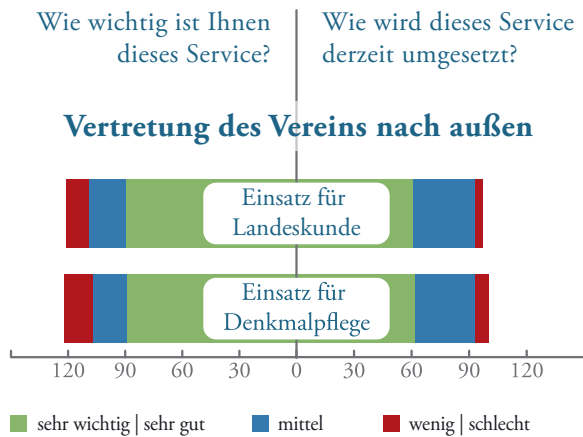 Wie wichtig ist Ihnen
dieses Service?
Wie wird dieses Service
derzeit umgesetzt?
Vertretung des Vereins nach außen
Einsatz für
Landeskunde
Einsatz für
Denkmalpflege
120 90 60 30 0 30 60 90 120
sehr wichtig | sehr gut mittel wenig | schlecht